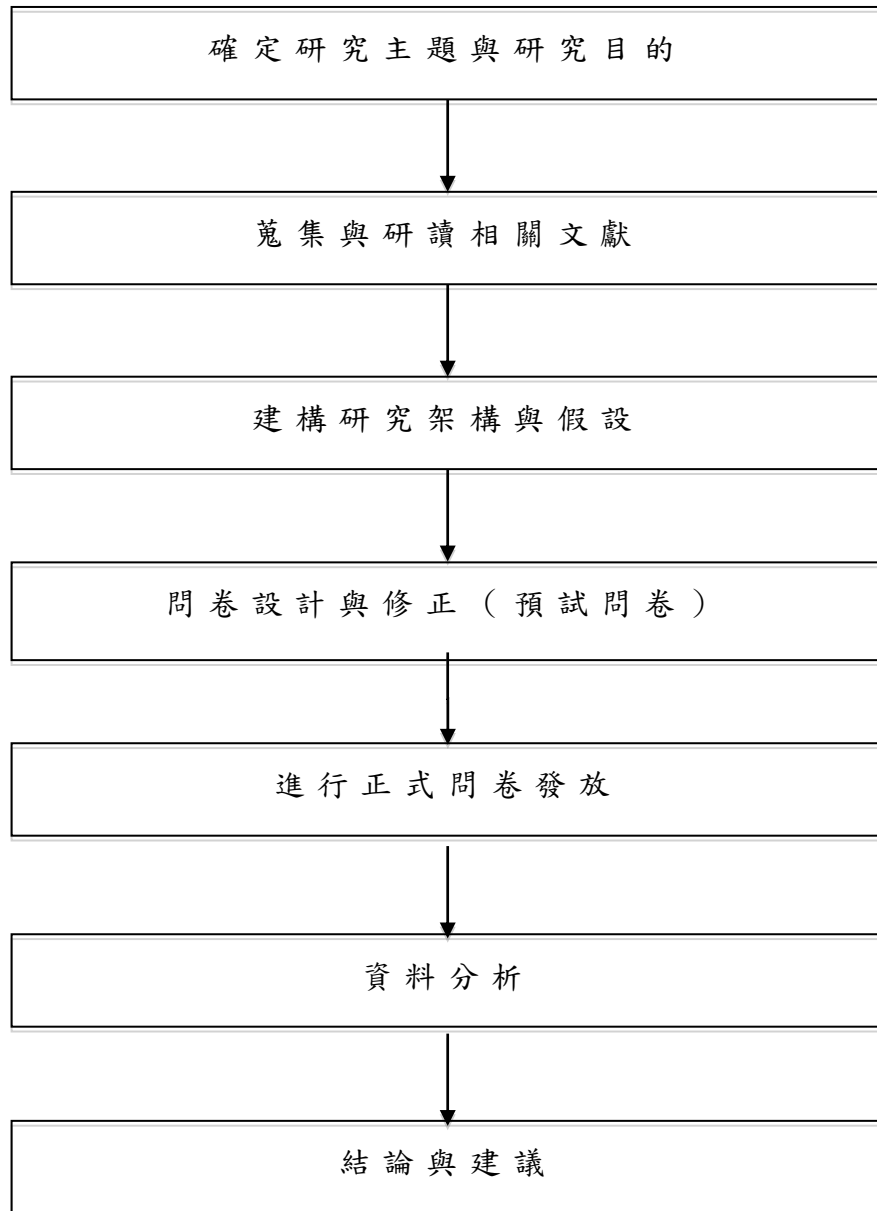 確定研究主題與研究目的
蒐集與研讀相關文獻
建構研究架構與假設
問卷設計與修正（預試問卷）
進行正式問卷發放
資料分析
結論與建議